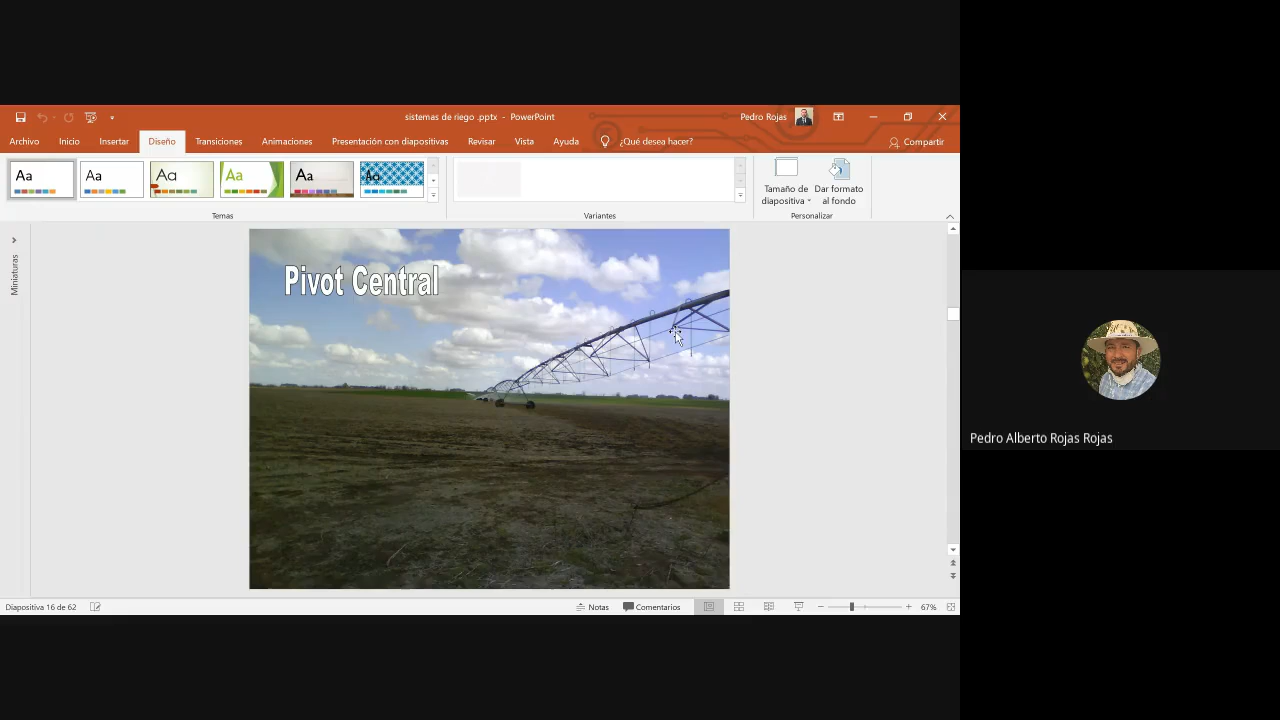 sistemas de riego .pptx - PowerPoint
Pedro Rojas
Archivo Inicio Insertar Diseño Transiciones Animaciones Presentación con diapositivas Revisar Vista Ayuda ¿Qué desea hacer? Compartir
Aa Aa Aa Aa Aa Aa
Tamaño de diapositiva
Dar formato al fondo
Temas Variantes Personalizar
Miniaturas
Pivot Central
Pedro Alberto Rojas Rojas
Diapositiva 16 de 62 Notas Comentarios 67%